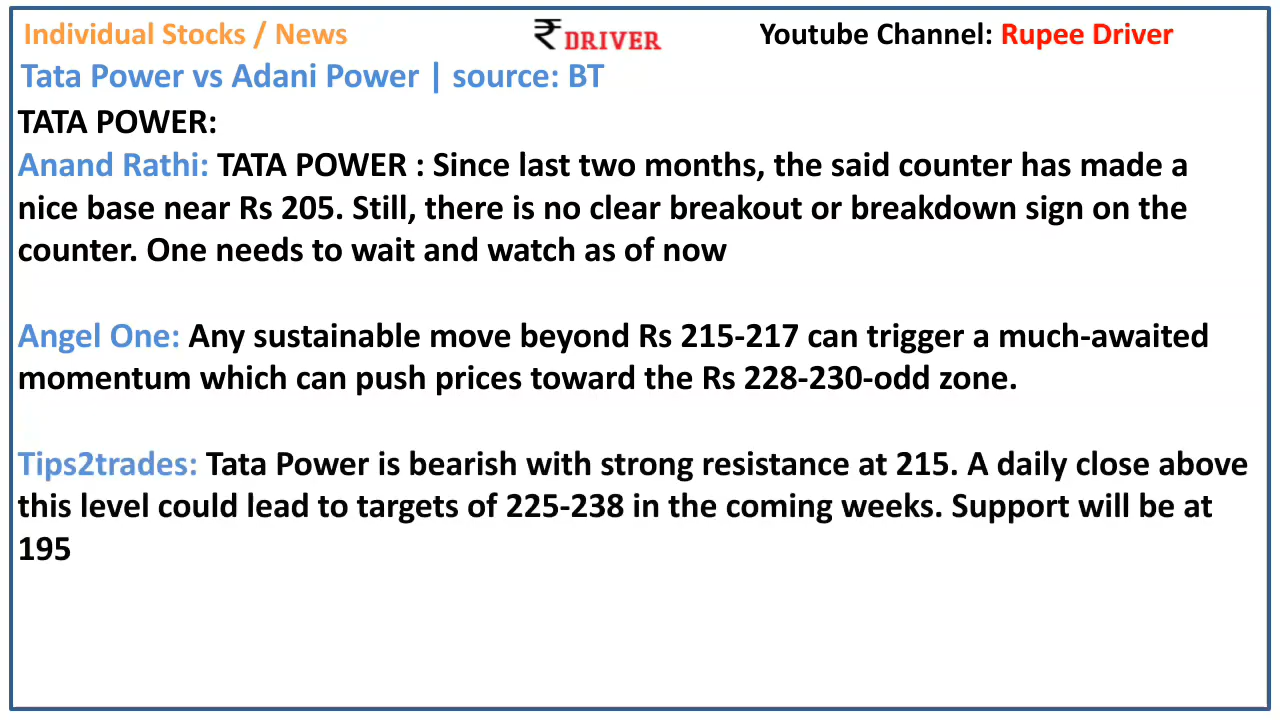 Individual Stocks / News
₹ DRIVER
Youtube Channel: Rupee Driver
Tata Power vs Adani Power | source: BT
TATA POWER:
Anand Rathi: TATA POWER : Since last two months, the said counter has made a
nice base near Rs 205. Still, there is no clear breakout or breakdown sign on the
counter. One needs to wait and watch as of now
Angel One: Any sustainable move beyond Rs 215-217 can trigger a much-awaited
momentum which can push prices toward the Rs 228-230-odd zone.
Tips2trades: Tata Power is bearish with strong resistance at 215. A daily close above
this level could lead to targets of 225-238 in the coming weeks. Support will be at
195